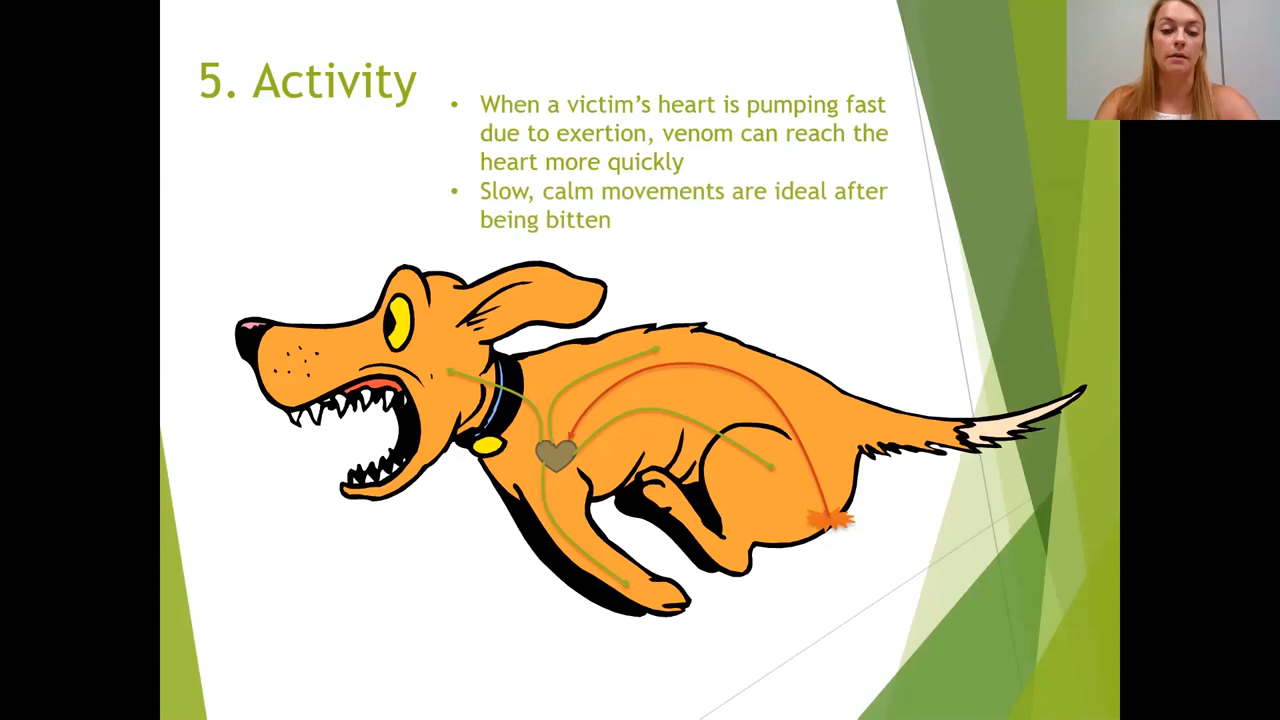 5. Activity
• When a victim's heart is pumping fast
due to exertion, venom can reach the
heart more quickly
• Slow, calm movements are ideal after
being bitten